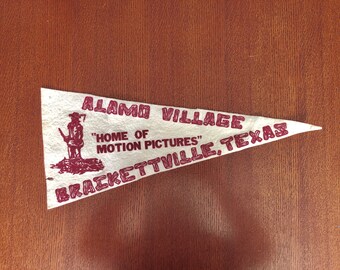 ALAMO VILLAGE
"HOME OF
MOTION PICTURES"
BRACKETTVILLE, TEXAS